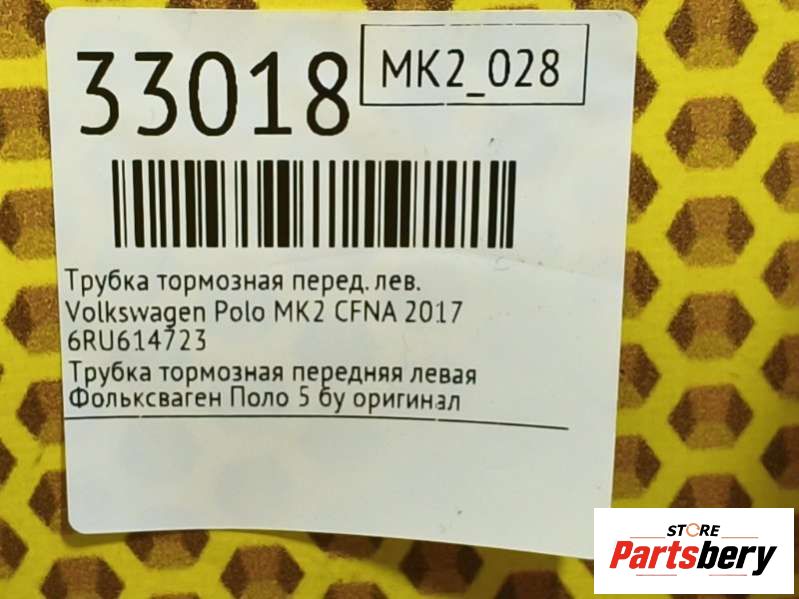 33018
MK2_028
Трубка тормозная перед. лев.
Volkswagen Polo MK2 CFNA 2017
6RU614723
Трубка тормозная передняя левая
Фольксваген Поло 5 бу оригинал
STORE
Partsbery